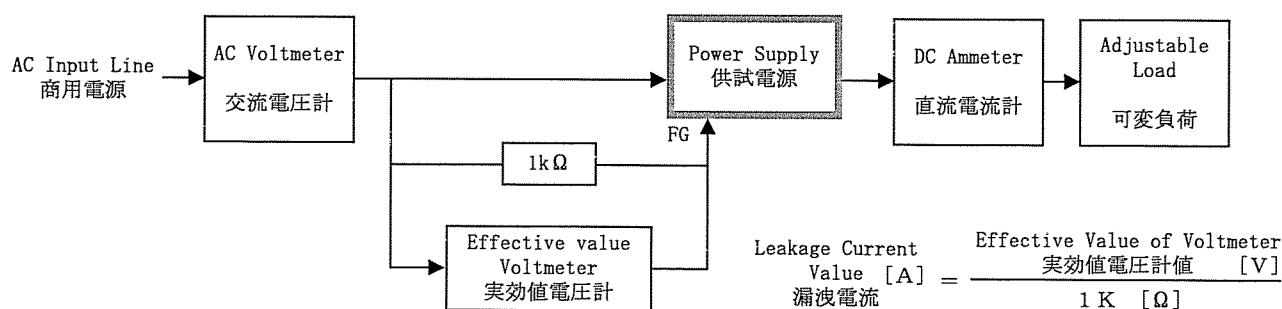 AC Input Line
商用電源
AC Voltmeter
交流電圧計
Power Supply
供試電源
FG
DC Ammeter
直流電流計
Adjustable
Load
可変負荷
1kΩ
Effective value
Voltmeter
実効値電圧計
Leakage Current
Value [A]
漏洩電流
=
Effective Value of Voltmeter
実効値電圧計値 [V]
1 K [Ω]